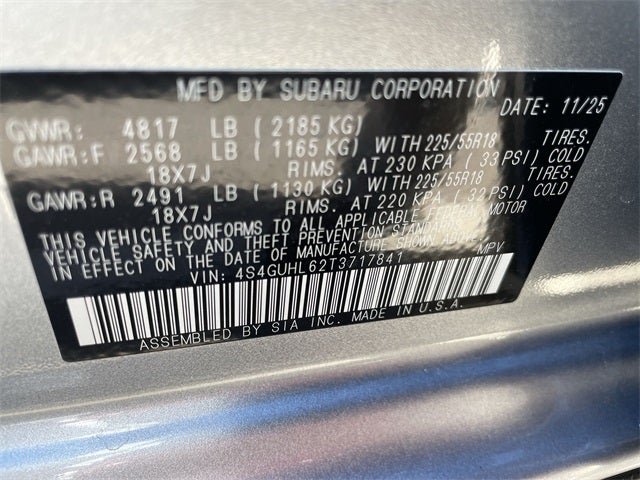 MFD BY SUBARU CORPORATION
DATE: 11/25
GVWR: 4817 LB (2185 KG)
GAWR:F 2568 LB (1165 KG) WITH 225/55R18 TIRES.
18X7J RIMS. AT 230 KPA (33 PSI) COLD
GAWR:R 2491 LB (1130 KG) WITH 225/55R18 TIRES.
18X7J RIMS. AT 220 KPA (32 PSI) COLD
THIS VEHICLE CONFORMS TO ALL APPLICABLE FEDERAL MOTOR
VEHICLE SAFETY AND THEFT PREVENTION STANDARDS
IN EFFECT ON THE DATE OF MANUFACTURE SHOWN ABOVE.
VIN: 4S4GUHL62T3717841 MPV
ASSEMBLED BY SIA INC. MADE IN U.S.A.